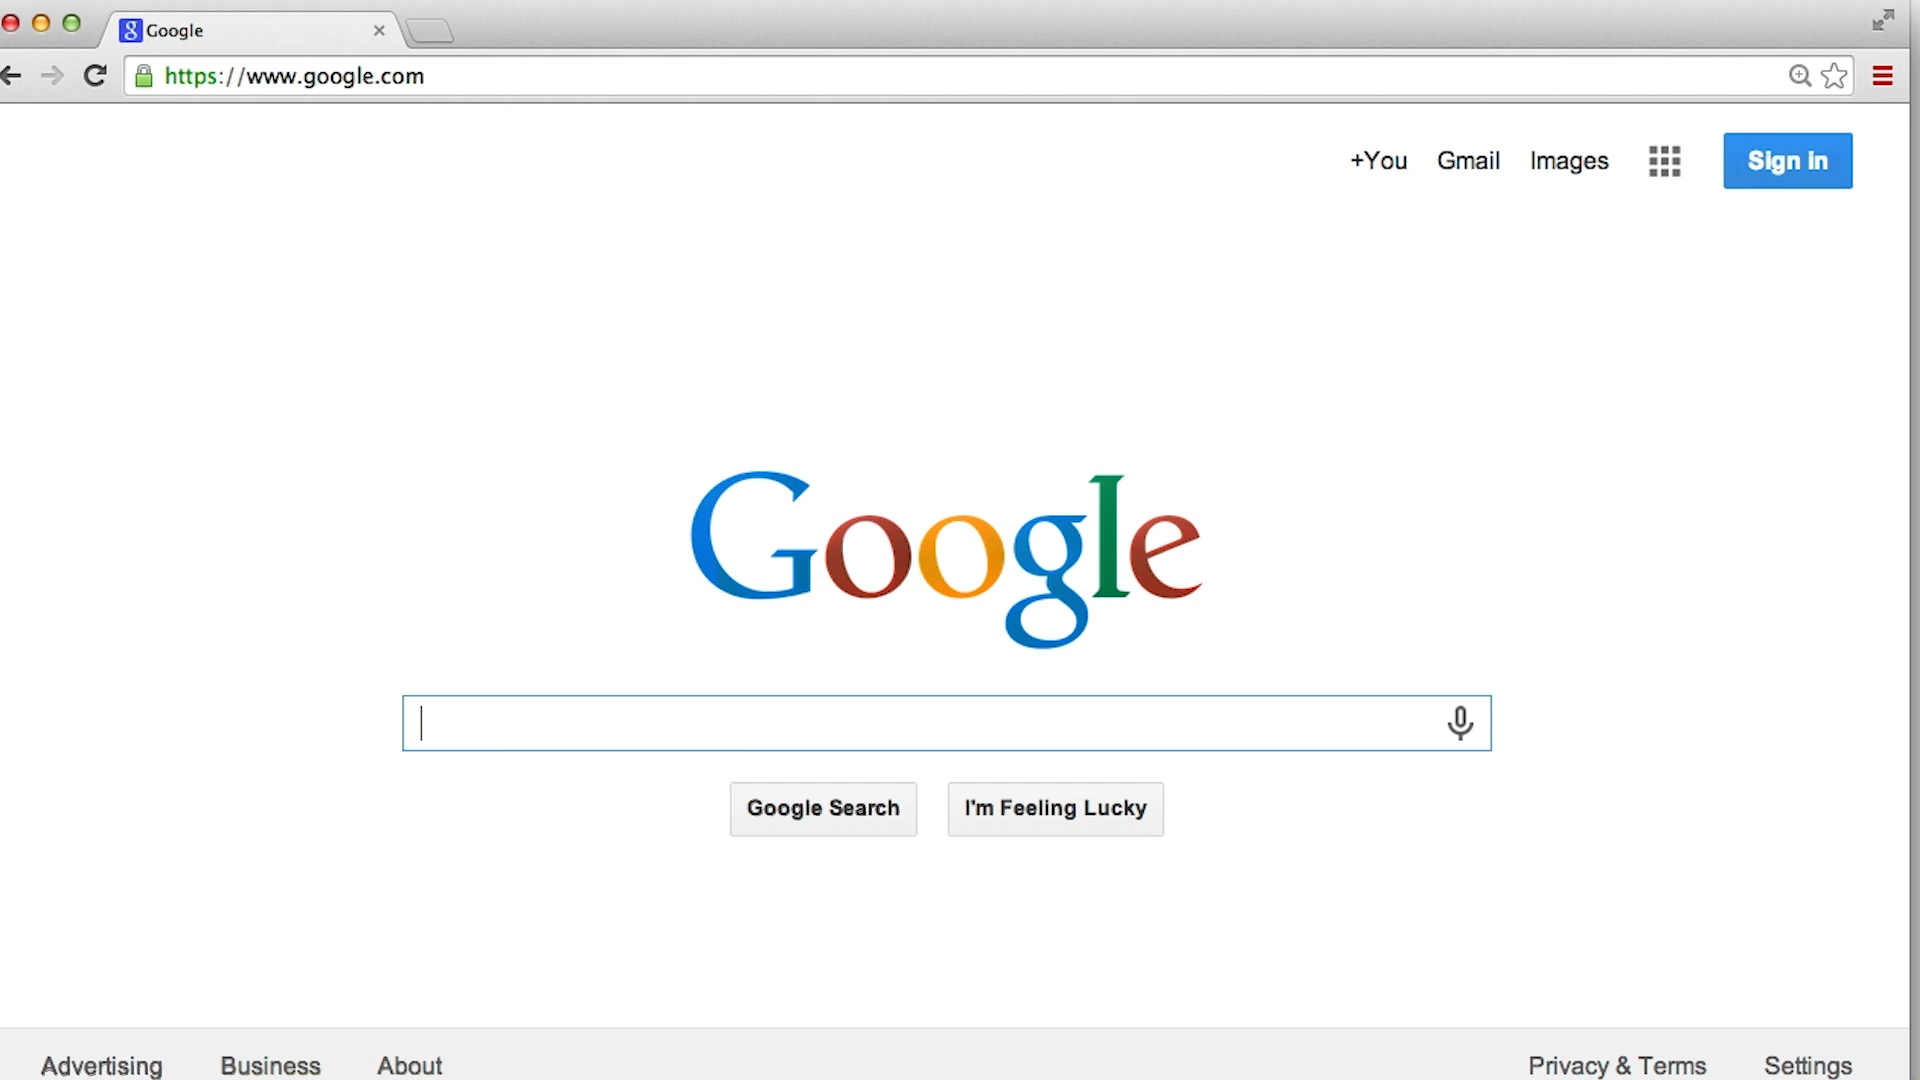 Google
https://www.google.com
+You Gmail Images Sign in
Google
Google Search I'm Feeling Lucky
Advertising Business About Privacy & Terms Settings